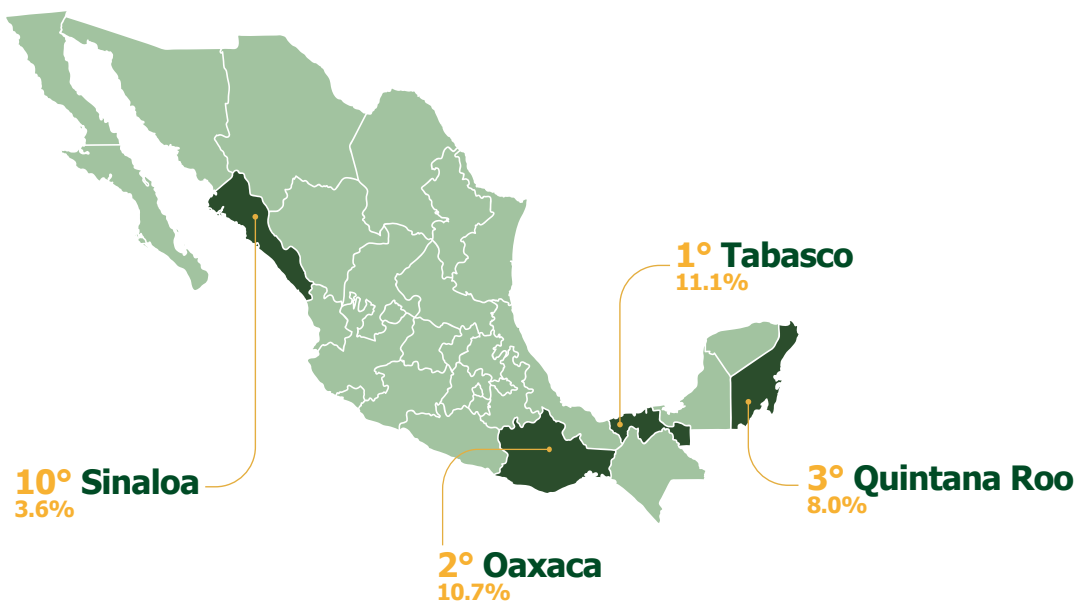 1° Tabasco
11.1%
10° Sinaloa
3.6%
3° Quintana Roo
8.0%
2° Oaxaca
10.7%